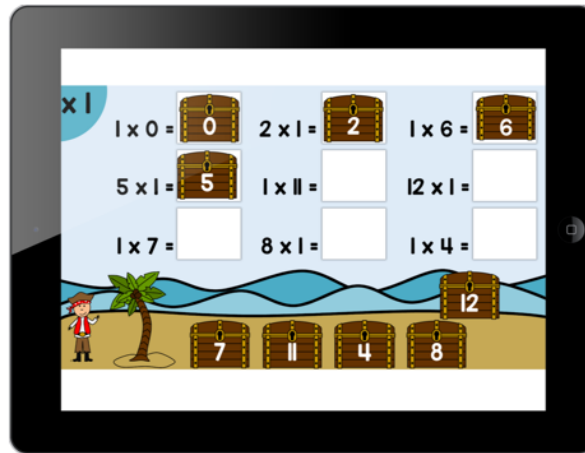 x 1
1 x 0 = 0 2 x 1 = 2 1 x 6 = 6
5 x 1 = 5 1 x 11 = 12 x 1 =
1 x 7 = 8 x 1 = 1 x 4 =
12
7 11 4 8